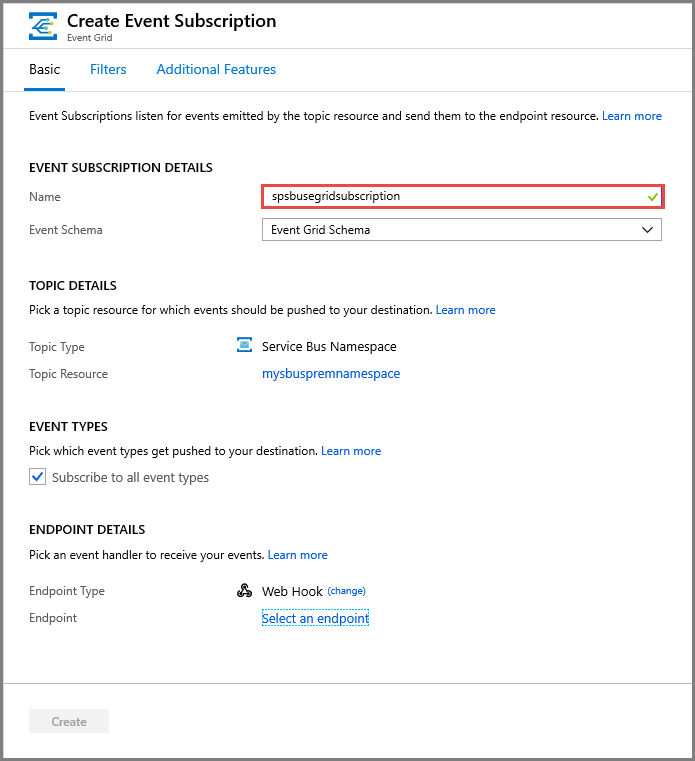 Create Event Subscription
Event Grid
Basic Filters Additional Features
Event Subscriptions listen for events emitted by the topic resource and send them to the endpoint resource. Learn more
EVENT SUBSCRIPTION DETAILS
Name spsbusegridsubscription
Event Schema Event Grid Schema
TOPIC DETAILS
Pick a topic resource for which events should be pushed to your destination. Learn more
Topic Type Service Bus Namespace
Topic Resource mysbuspremnamespace
EVENT TYPES
Pick which event types get pushed to your destination. Learn more
Subscribe to all event types
ENDPOINT DETAILS
Pick an event handler to receive your events. Learn more
Endpoint Type Web Hook (change)
Endpoint Select an endpoint
Create